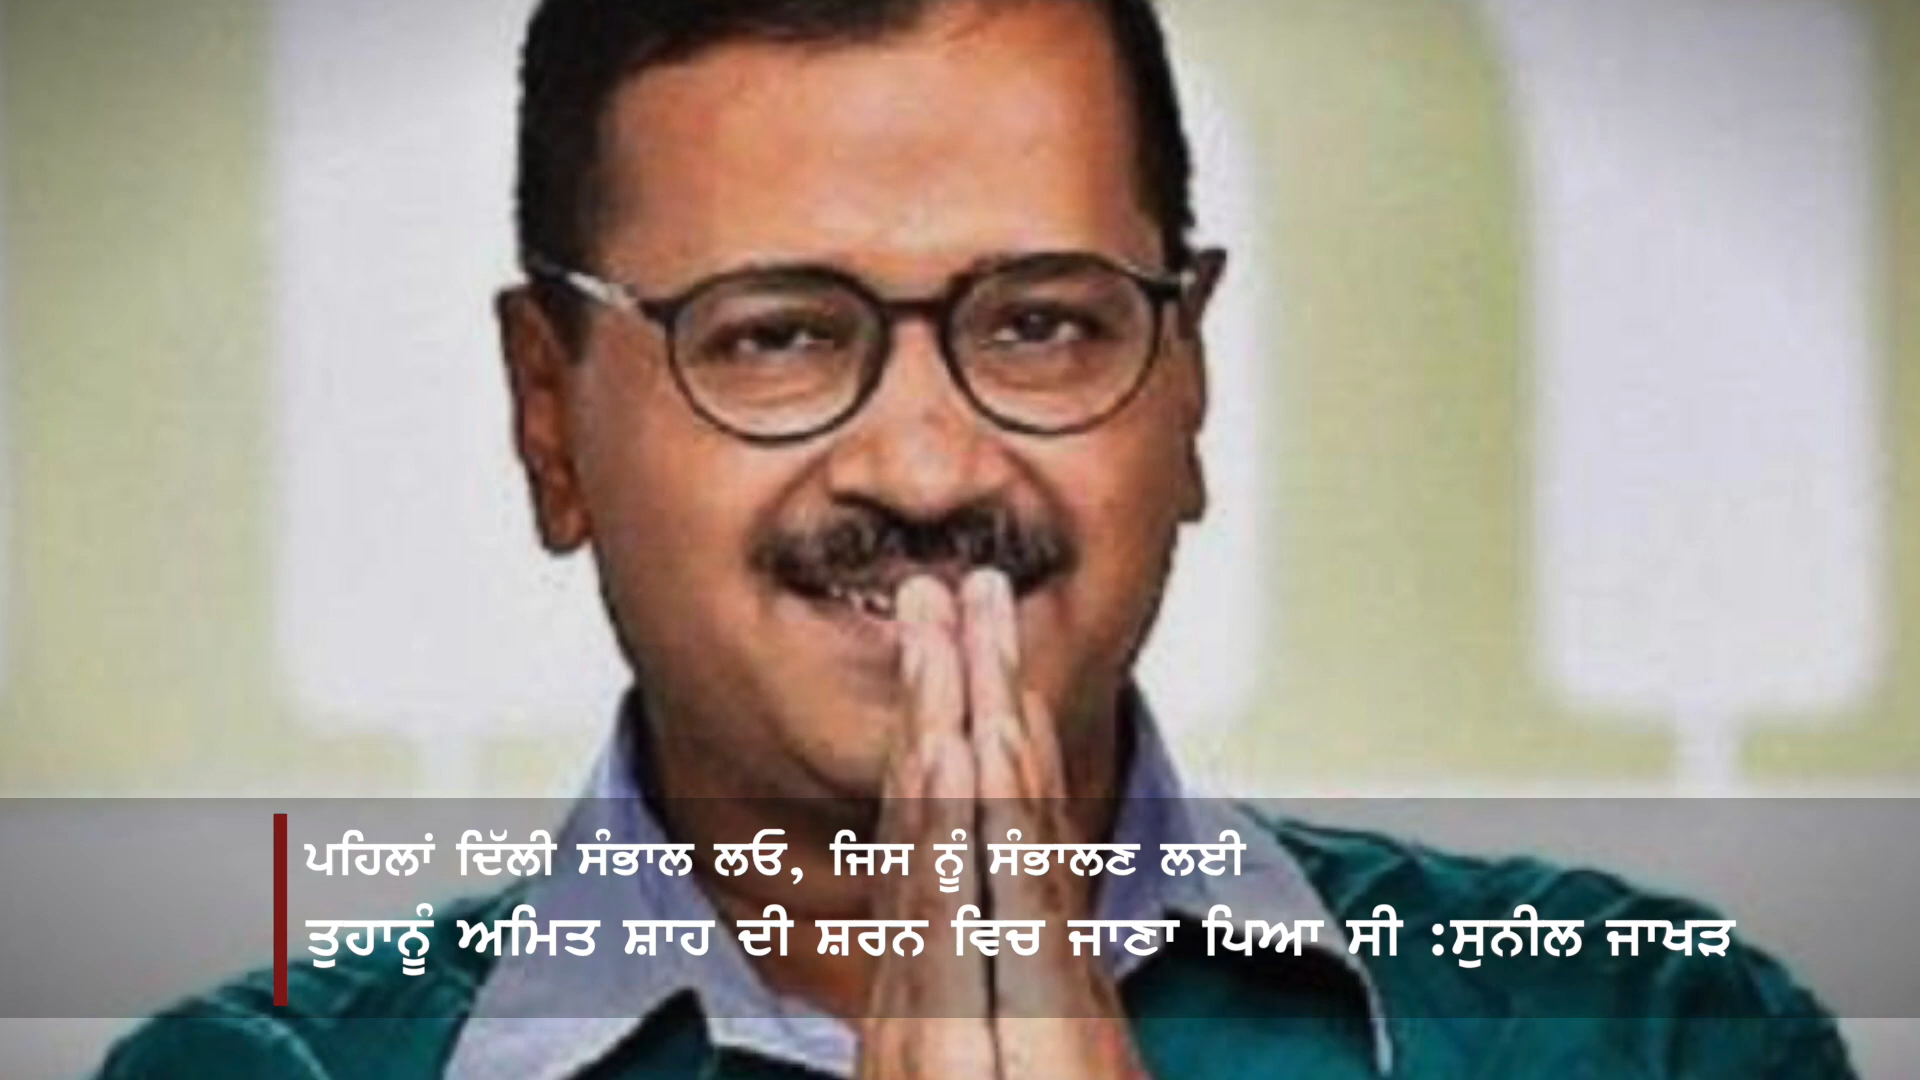 ਪਹਿਲਾਂ ਦਿੱਲੀ ਸੰਭਾਲ ਲਓ, ਜਿਸ ਨੂੰ ਸੰਭਾਲਣ ਲਈ
ਤੁਹਾਨੂੰ ਅਮਿਤ ਸ਼ਾਹ ਦੀ ਸ਼ਰਨ ਵਿਚ ਜਾਣਾ ਪਿਆ ਸੀ :ਸੁਨੀਲ ਜਾਖੜ